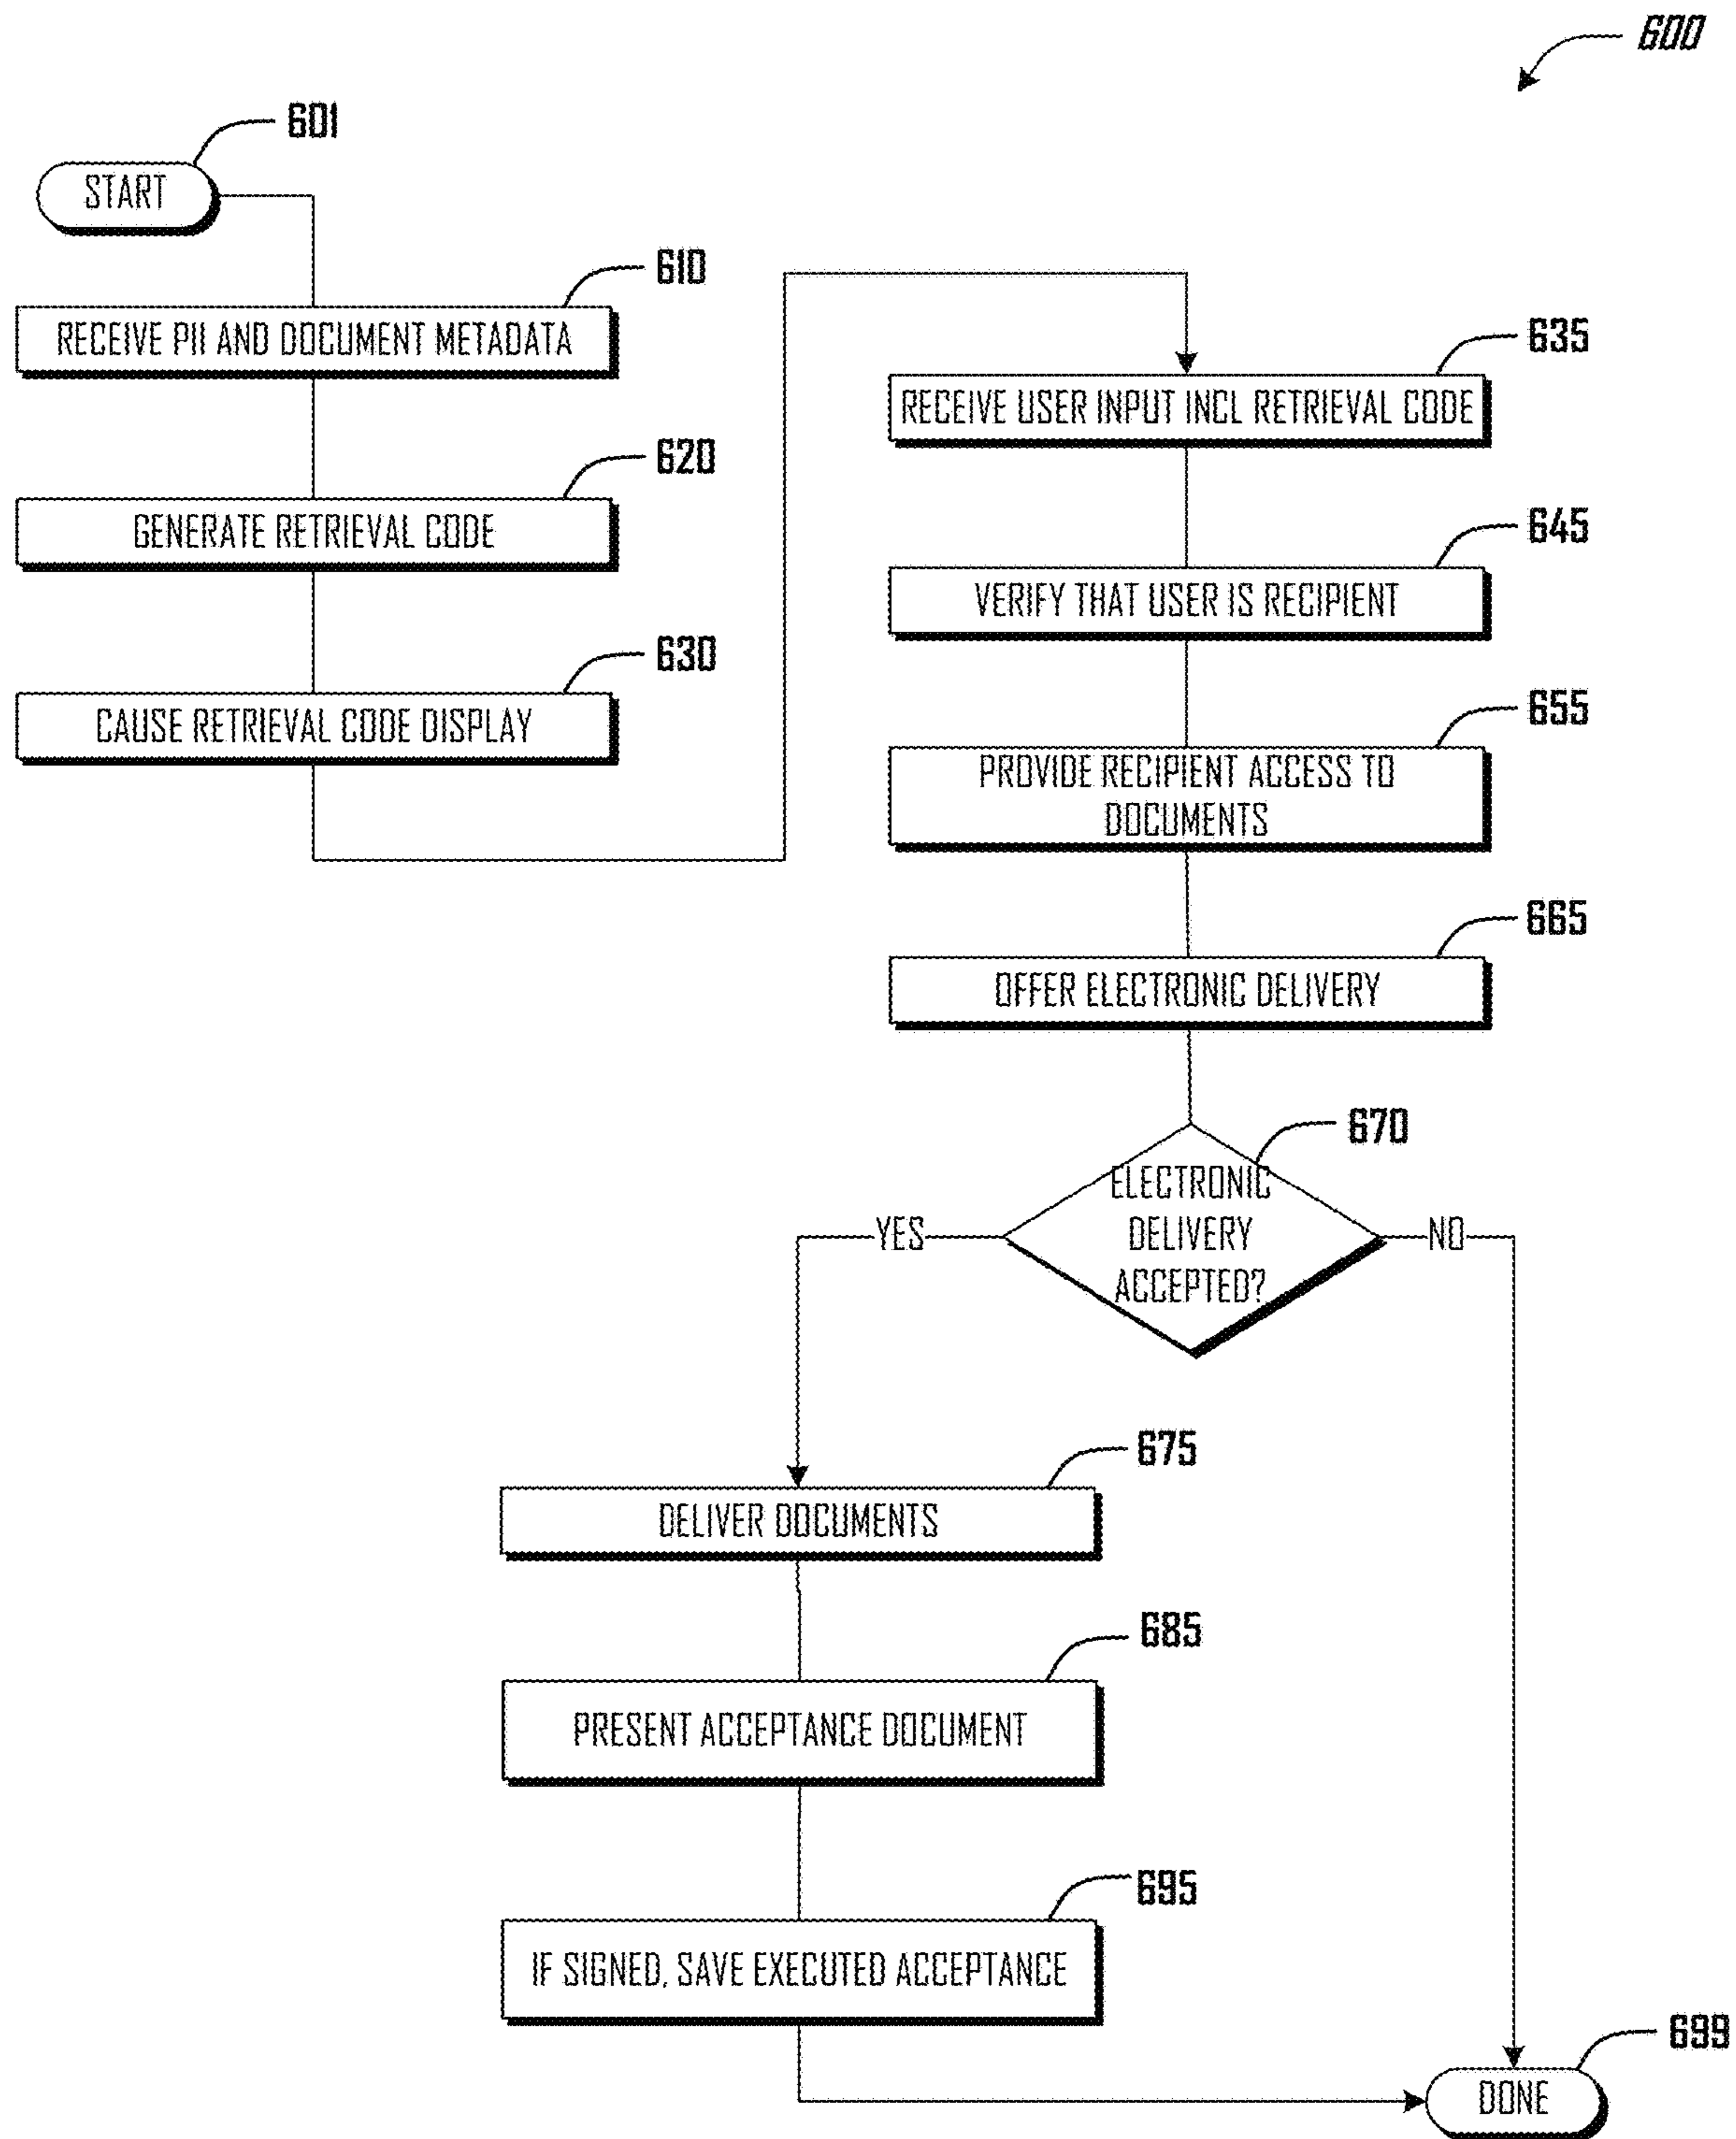 600
601
START
610
RECEIVE PII AND DOCUMENT METADATA
620
GENERATE RETRIEVAL CODE
630
CAUSE RETRIEVAL CODE DISPLAY
635
RECEIVE USER INPUT INCL RETRIEVAL CODE
645
VERIFY THAT USER IS RECIPIENT
655
PROVIDE RECIPIENT ACCESS TO
DOCUMENTS
665
OFFER ELECTRONIC DELIVERY
670
ELECTRONIC
DELIVERY
ACCEPTED?
YES
NO
675
DELIVER DOCUMENTS
685
PRESENT ACCEPTANCE DOCUMENT
695
IF SIGNED, SAVE EXECUTED ACCEPTANCE
699
DONE